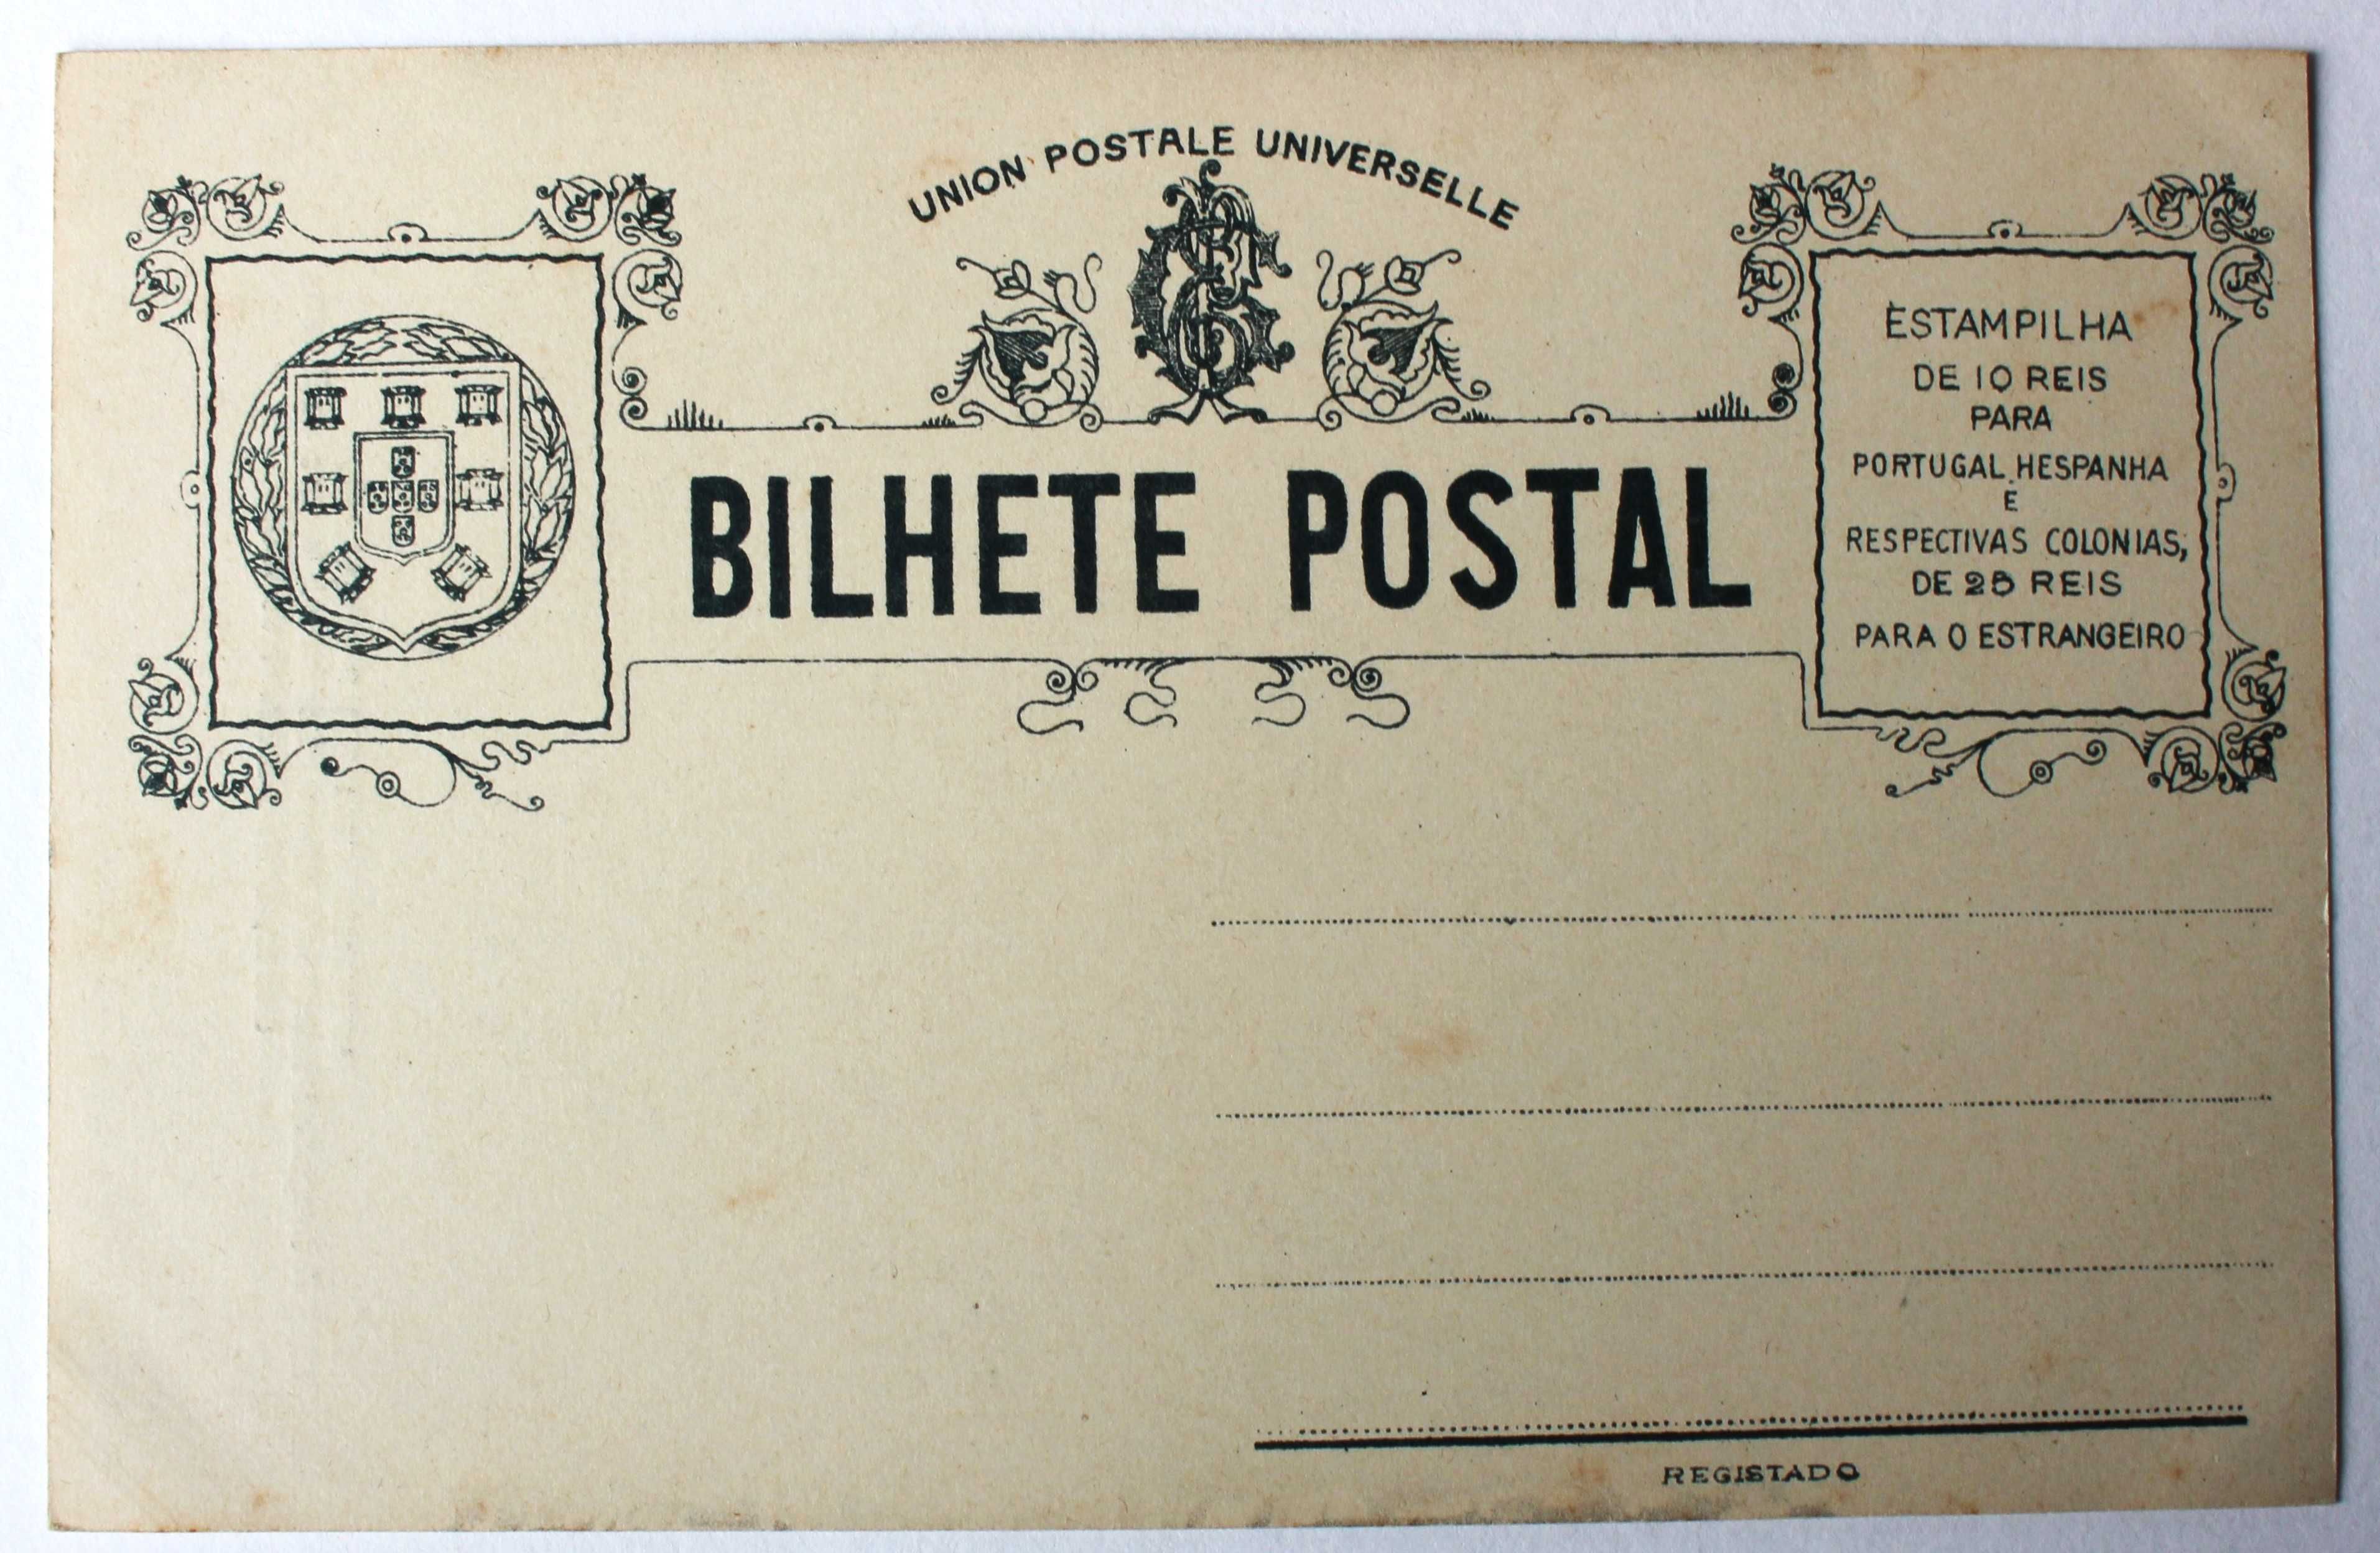 UNION POSTALE UNIVERSELLE
BILHETE POSTAL
ESTAMPILHA
DE 10 REIS
PARA
PORTUGAL, HESPANHA
E
RESPECTIVAS COLONIAS,
DE 25 REIS
PARA O ESTRANGEIRO
REGISTADO